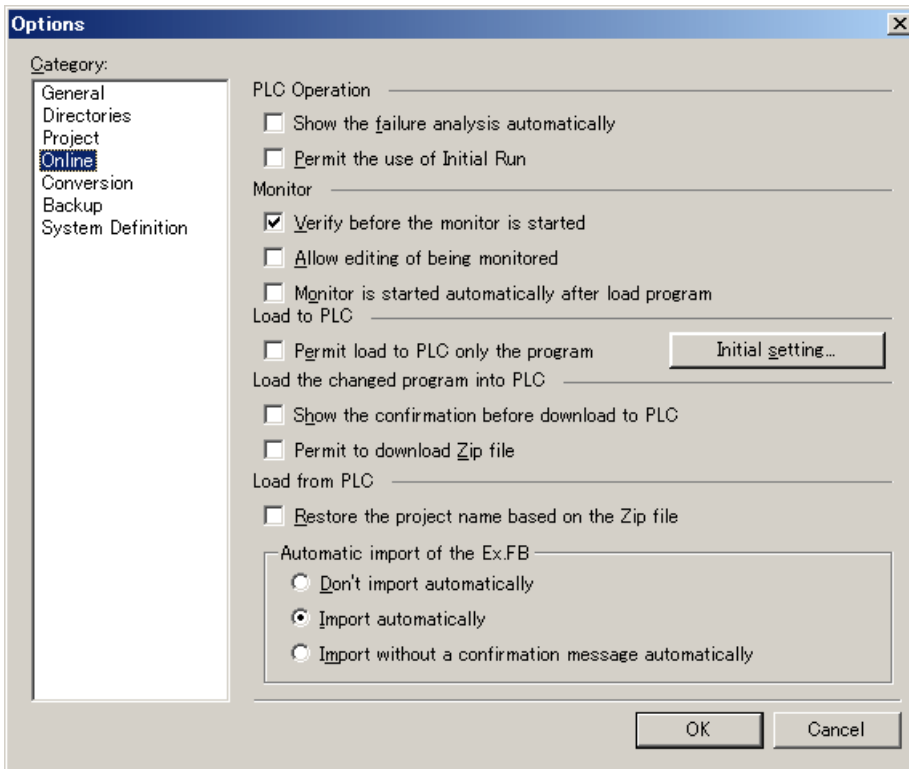 Options
Category:
General
Directories
Project
Online
Conversion
Backup
System Definition
PLC Operation
Show the failure analysis automatically
Permit the use of Initial Run
Monitor
Verify before the monitor is started
Allow editing of being monitored
Monitor is started automatically after load program
Load to PLC
Permit load to PLC only the program
Initial setting...
Load the changed program into PLC
Show the confirmation before download to PLC
Permit to download Zip file
Load from PLC
Restore the project name based on the Zip file
Automatic import of the Ex.FB
Don't import automatically
Import automatically
Import without a confirmation message automatically
OK
Cancel